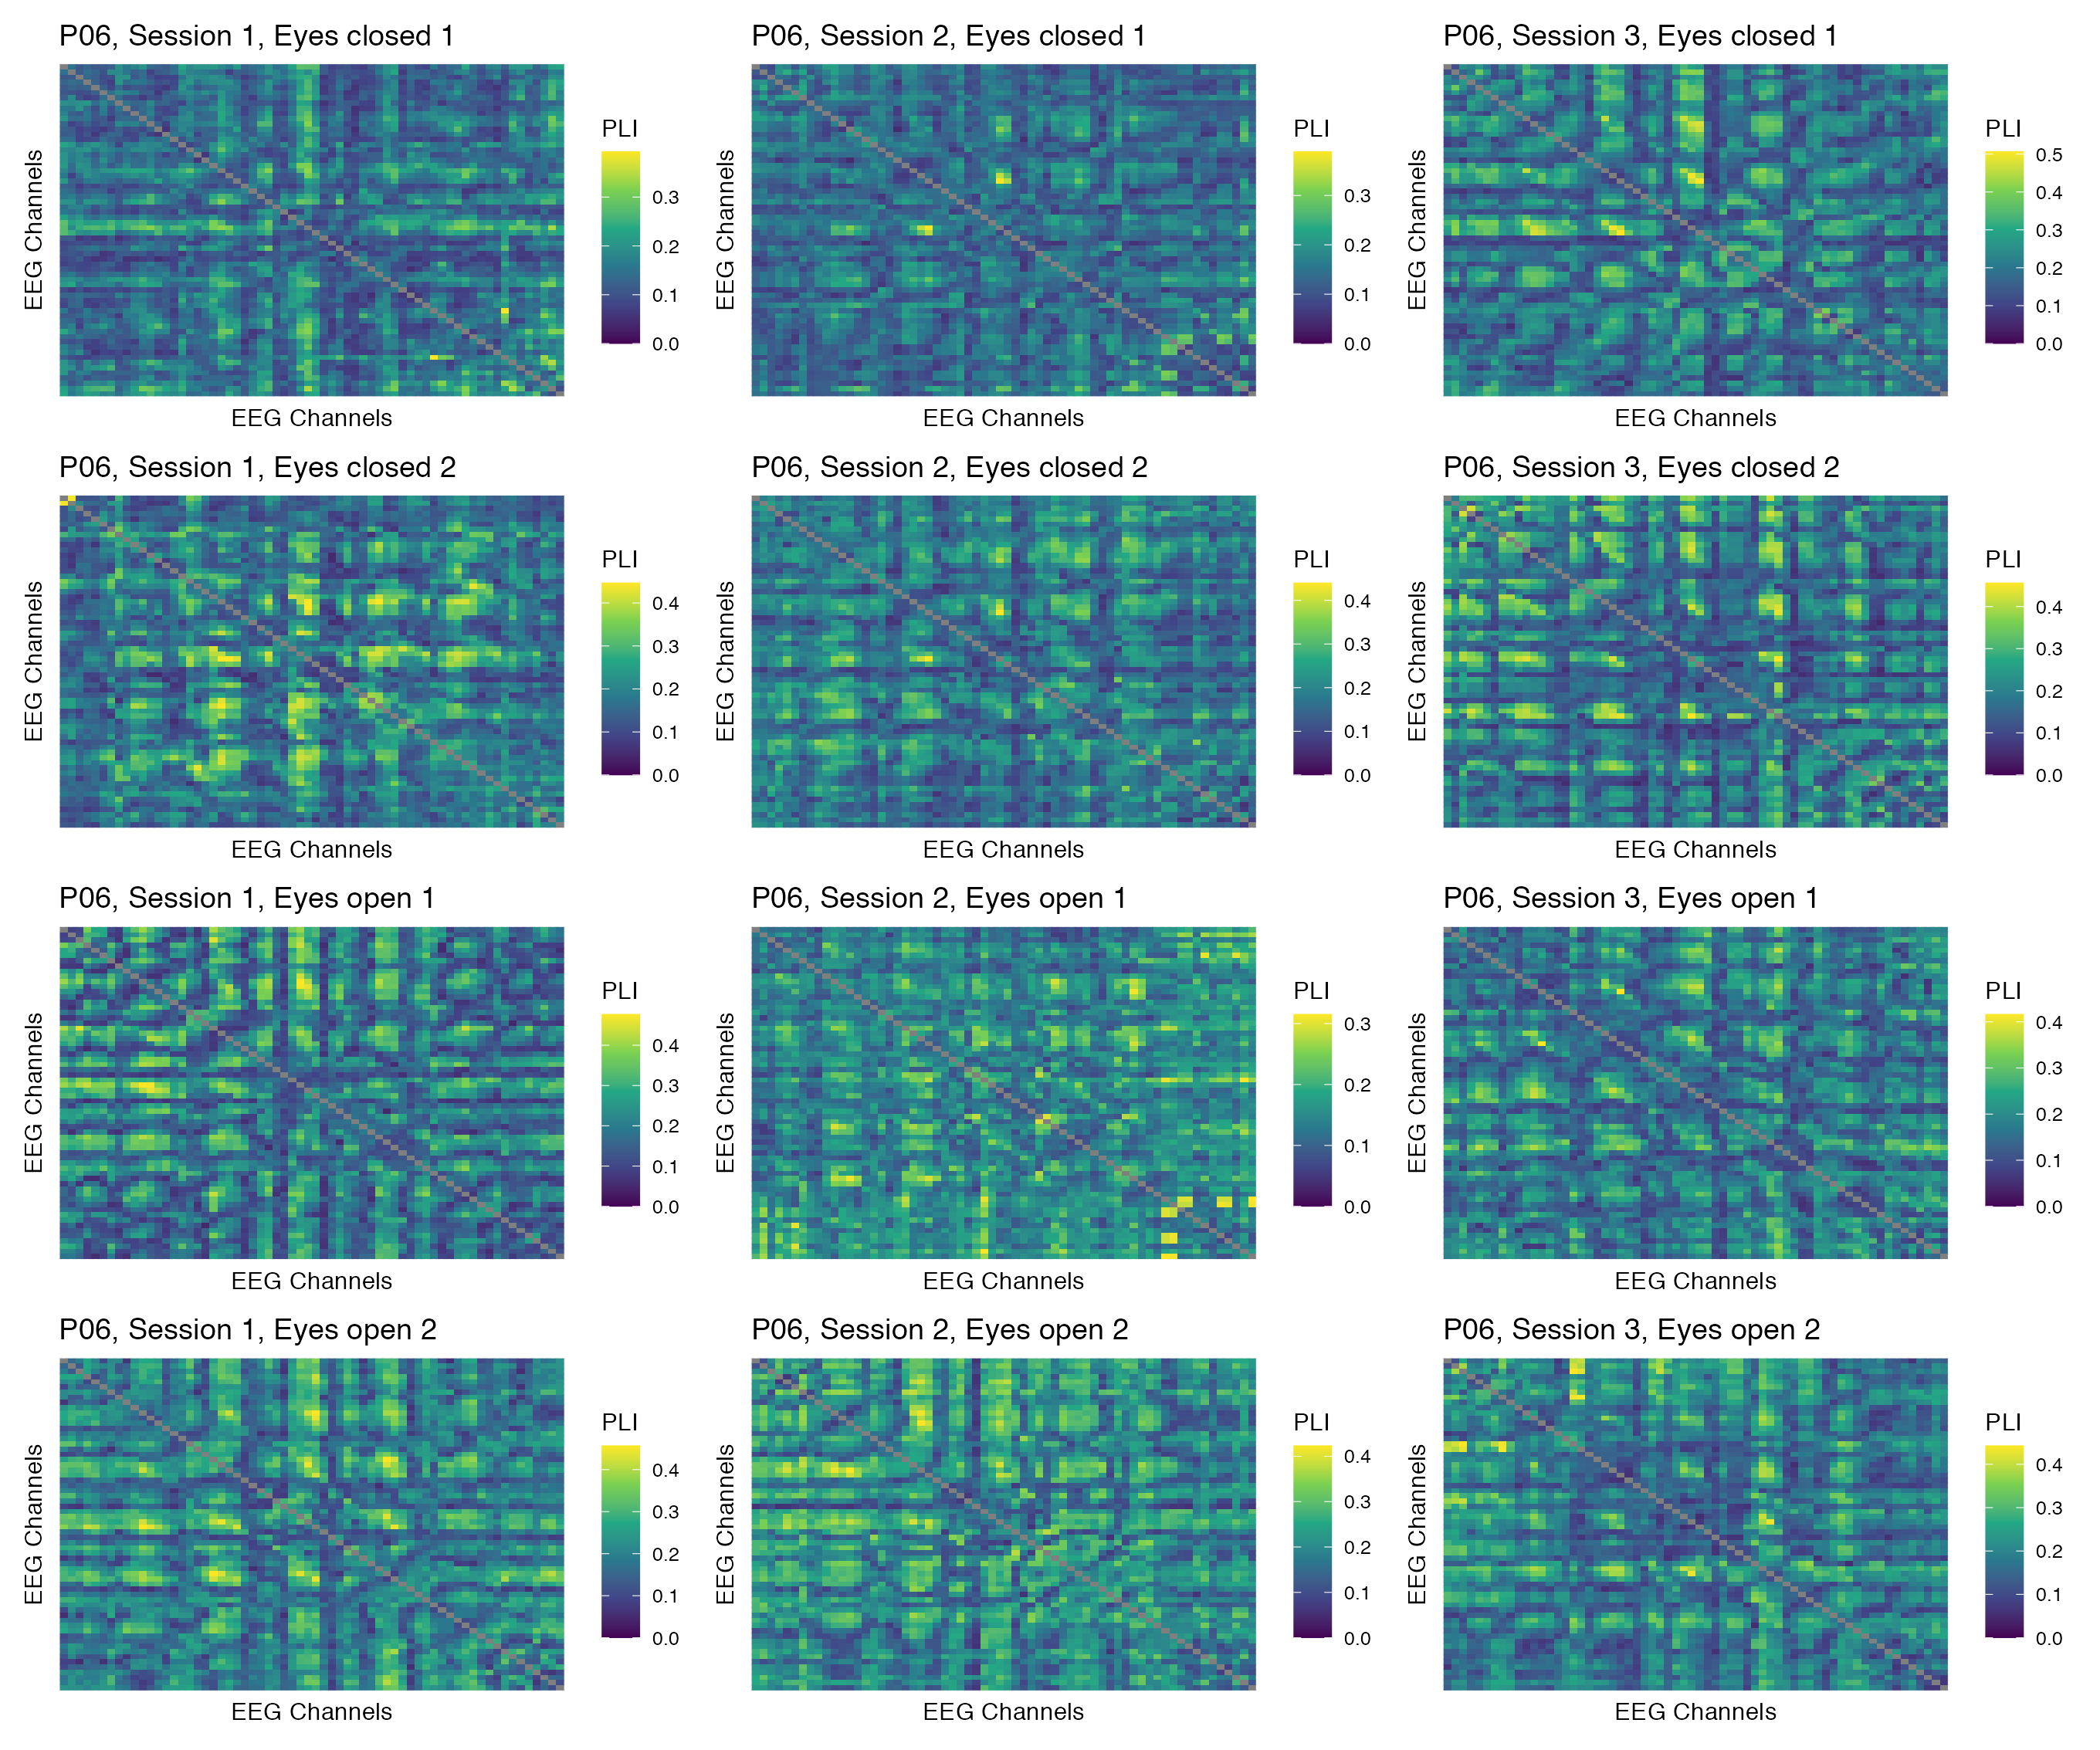 P06, Session 1, Eyes closed 1
EEG Channels
EEG Channels
PLI
0.3
0.2
0.1
0.0
P06, Session 2, Eyes closed 1
EEG Channels
EEG Channels
PLI
0.3
0.2
0.1
0.0
P06, Session 3, Eyes closed 1
EEG Channels
EEG Channels
PLI
0.5
0.4
0.3
0.2
0.1
0.0
P06, Session 1, Eyes closed 2
EEG Channels
EEG Channels
PLI
0.4
0.3
0.2
0.1
0.0
P06, Session 2, Eyes closed 2
EEG Channels
EEG Channels
PLI
0.4
0.3
0.2
0.1
0.0
P06, Session 3, Eyes closed 2
EEG Channels
EEG Channels
PLI
0.4
0.3
0.2
0.1
0.0
P06, Session 1, Eyes open 1
EEG Channels
EEG Channels
PLI
0.4
0.3
0.2
0.1
0.0
P06, Session 2, Eyes open 1
EEG Channels
EEG Channels
PLI
0.3
0.2
0.1
0.0
P06, Session 3, Eyes open 1
EEG Channels
EEG Channels
PLI
0.4
0.3
0.2
0.1
0.0
P06, Session 1, Eyes open 2
EEG Channels
EEG Channels
PLI
0.4
0.3
0.2
0.1
0.0
P06, Session 2, Eyes open 2
EEG Channels
EEG Channels
PLI
0.4
0.3
0.2
0.1
0.0
P06, Session 3, Eyes open 2
EEG Channels
EEG Channels
PLI
0.4
0.3
0.2
0.1
0.0